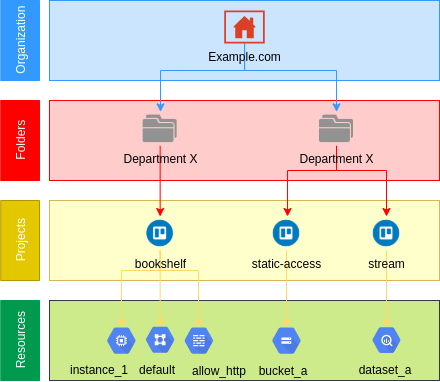 Organization
Example.com
Folders
Department X
Department X
Projects
bookshelf
static-access
stream
Resources
instance_1
default
allow_http
bucket_a
dataset_a